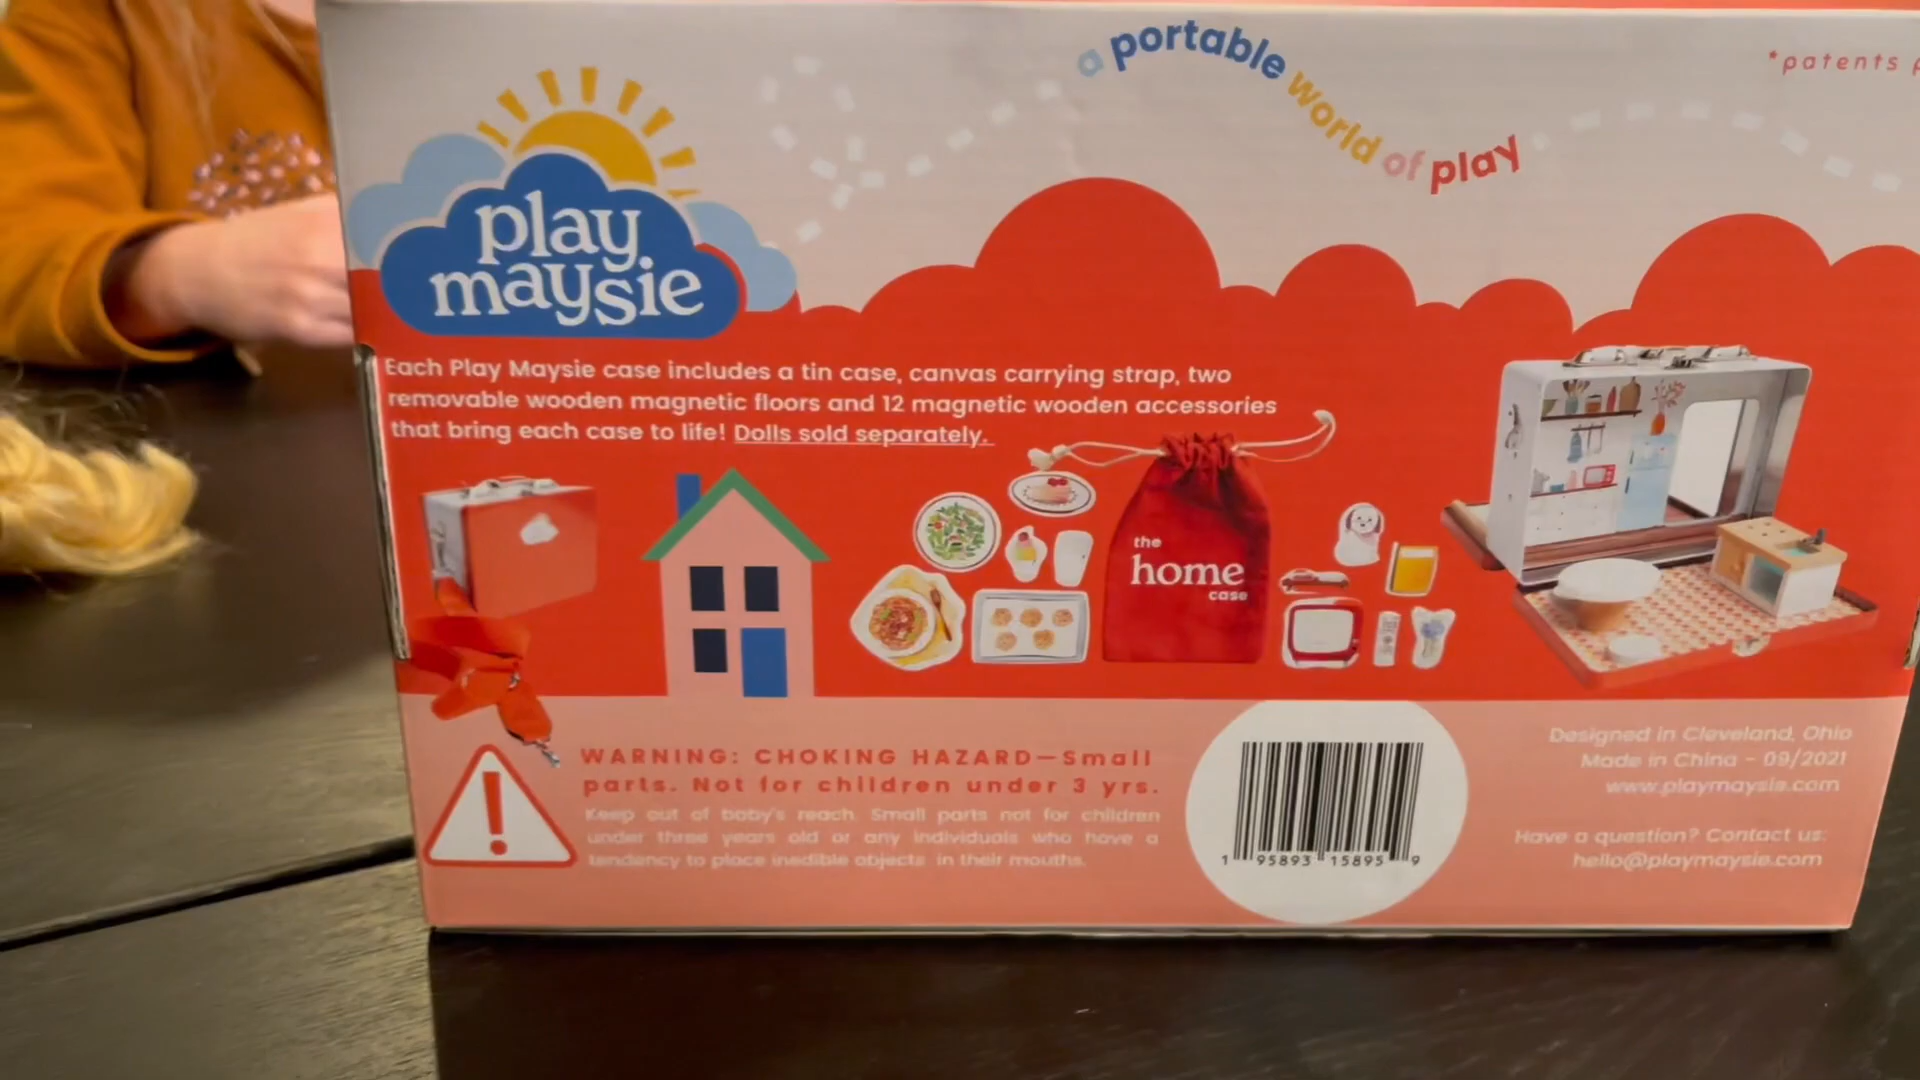 a portable world of play
*patents
play
maysie
Each Play Maysie case includes a tin case, canvas carrying strap, two
removable wooden magnetic floors and 12 magnetic wooden accessories
that bring each case to life! Dolls sold separately.
the
home
case
WARNING: CHOKING HAZARD—Small
parts. Not for children under 3 yrs.
Keep out of baby's reach. Small parts not for children
under three years old or any individuals who have a
tendency to place inedible objects in their mouths.
1 95893 15895 9
Designed in Cleveland, Ohio
Made in China - 09/2021
www.playmaysie.com
Have a question? Contact us:
hello@playmaysie.com